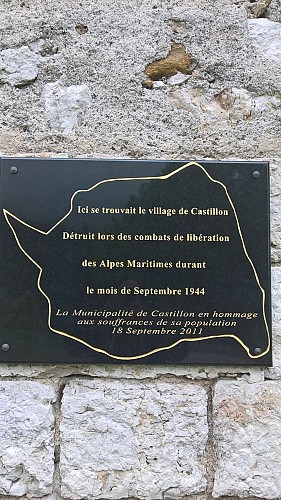 Ici se trouvait le village de Castillon
Détruit lors des combats de libération
des Alpes Maritimes durant
le mois de Septembre 1944
La Municipalité de Castillon en hommage
aux souffrances de sa population
18 Septembre 2011